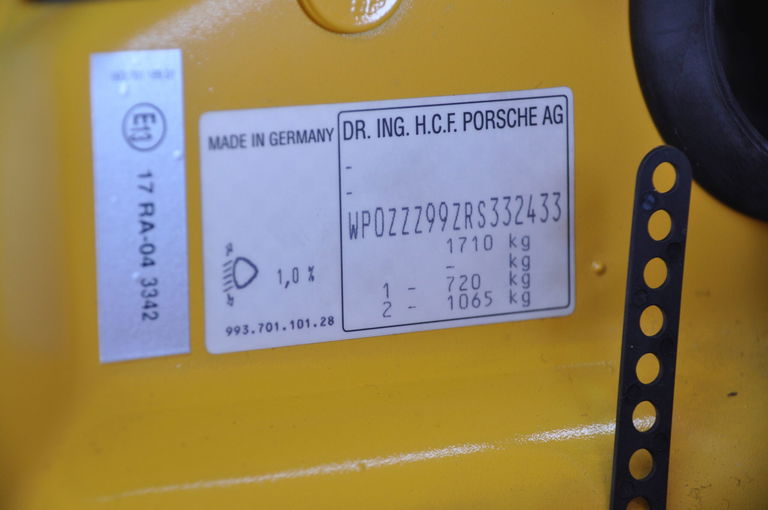 E13
17 RA-04 3342
MADE IN GERMANY
1,0 %
993.701.101.28
DR. ING. H.C.F. PORSCHE AG
-
-
WP0ZZZ99ZRS332433
1710 kg
- kg
1 - 720 kg
2 - 1065 kg